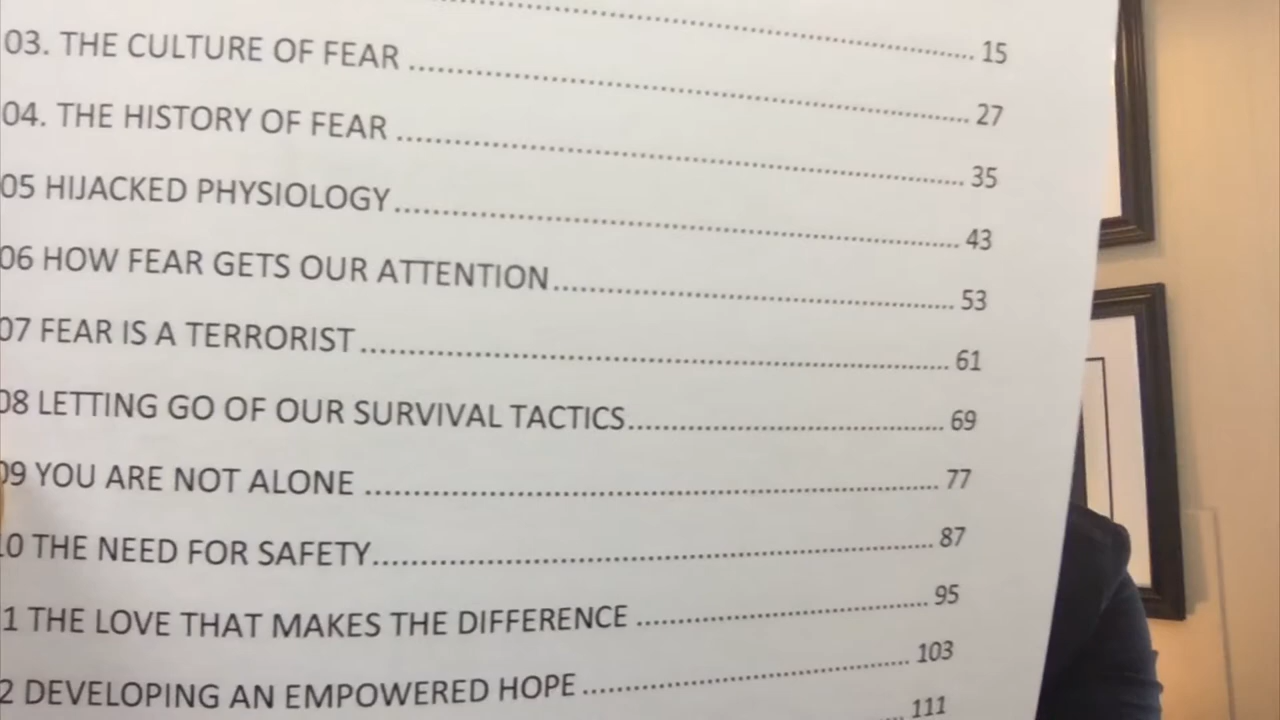 15
03. THE CULTURE OF FEAR ........ 27
04. THE HISTORY OF FEAR ........ 35
05 HIJACKED PHYSIOLOGY ........ 43
06 HOW FEAR GETS OUR ATTENTION ........ 53
07 FEAR IS A TERRORIST ........ 61
08 LETTING GO OF OUR SURVIVAL TACTICS ........ 69
09 YOU ARE NOT ALONE ........ 77
10 THE NEED FOR SAFETY ........ 87
1 THE LOVE THAT MAKES THE DIFFERENCE ........ 95
2 DEVELOPING AN EMPOWERED HOPE ........ 103
111